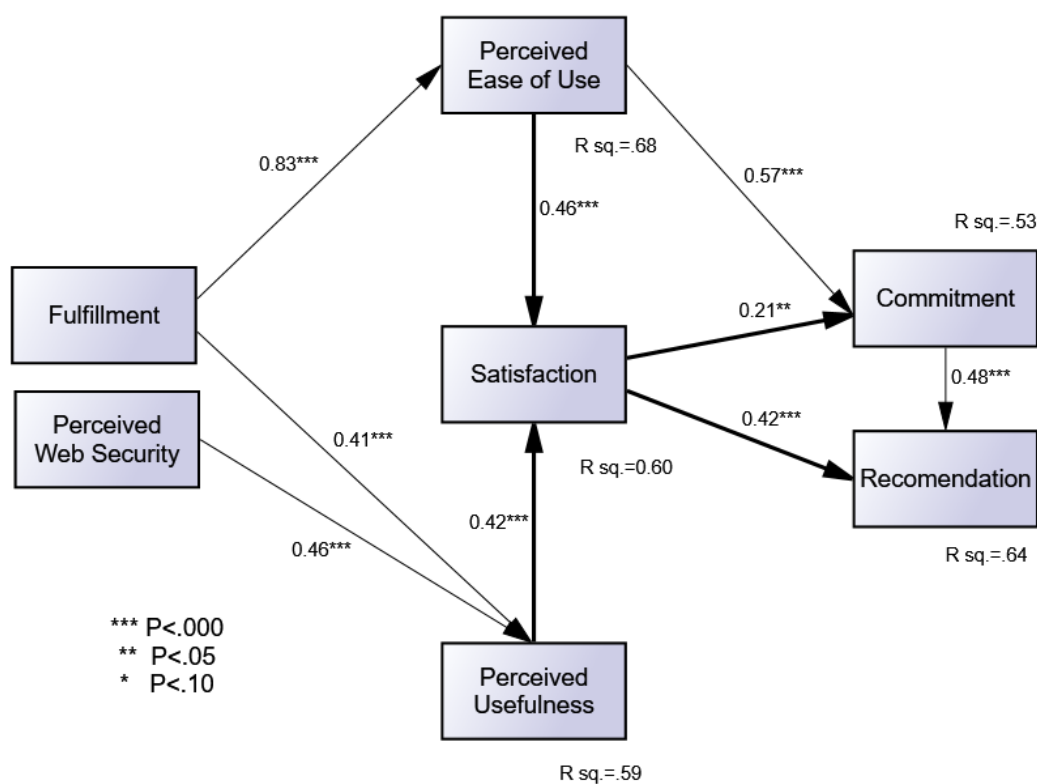 Perceived
Ease of Use
R sq.=.68
0.83***
0.57***
0.46***
R sq.=.53
Fulfillment
Commitment
0.21**
Satisfaction
0.48***
Perceived
Web Security
0.41***
0.42***
R sq.=0.60
Recomendation
0.42***
0.46***
R sq.=.64
*** P<.000
** P<.05
* P<.10
Perceived
Usefulness
R sq.=.59